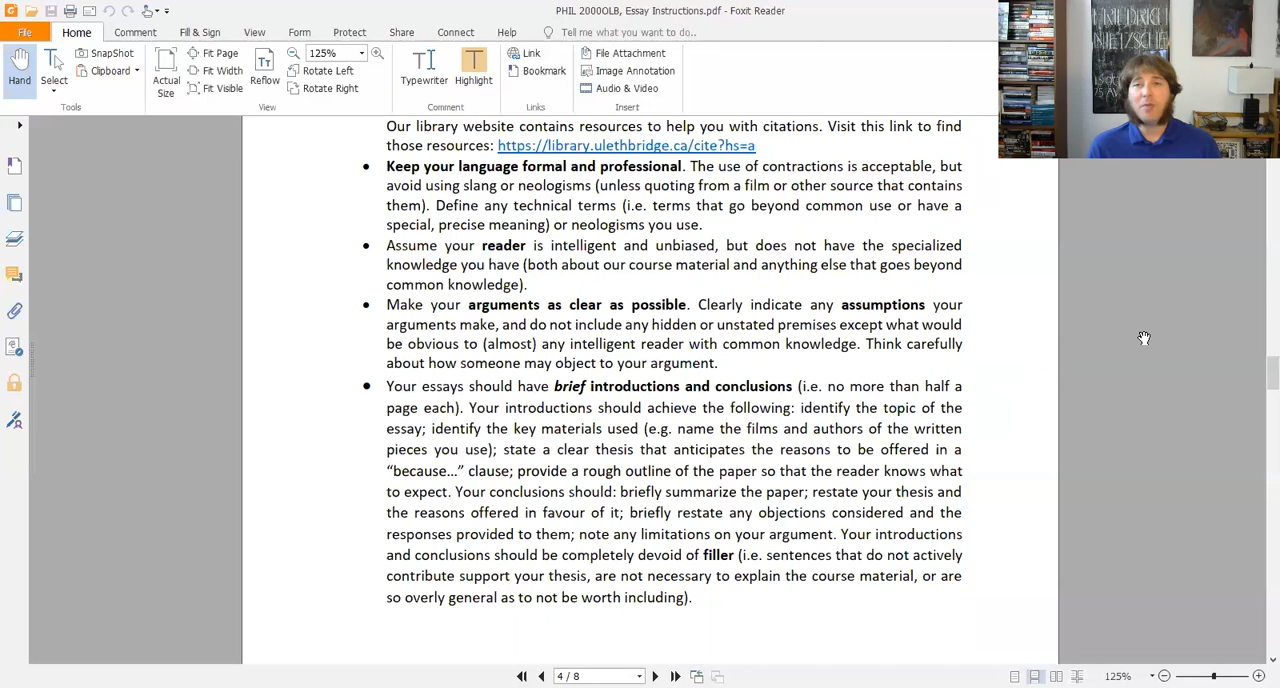 PHIL 2000OLB, Essay Instructions.pdf - Foxit Reader
File Home Comment Fill & Sign View Form Protect Share Connect Help Tell me what you want to do...
Hand
Select
SnapShot
Clipboard
Actual Size
Fit Page
Fit Width
Fit Visible
Reflow
125%
Rotate Left
Rotate Right
Typewriter
Highlight
Link
Bookmark
File Attachment
Image Annotation
Audio & Video
Tools View Comment Links Insert
RIEDRICH
NIETZSCHE
15 O
25 AV
Our library website contains resources to help you with citations. Visit this link to find
those resources: https://library.ulethbridge.ca/cite?hs=a
• Keep your language formal and professional. The use of contractions is acceptable, but
avoid using slang or neologisms (unless quoting from a film or other source that contains
them). Define any technical terms (i.e. terms that go beyond common use or have a
special, precise meaning) or neologisms you use.
• Assume your reader is intelligent and unbiased, but does not have the specialized
knowledge you have (both about our course material and anything else that goes beyond
common knowledge).
• Make your arguments as clear as possible. Clearly indicate any assumptions your
arguments make, and do not include any hidden or unstated premises except what would
be obvious to (almost) any intelligent reader with common knowledge. Think carefully
about how someone may object to your argument.
• Your essays should have brief introductions and conclusions (i.e. no more than half a
page each). Your introductions should achieve the following: identify the topic of the
essay; identify the key materials used (e.g. name the films and authors of the written
pieces you use); state a clear thesis that anticipates the reasons to be offered in a
“because…” clause; provide a rough outline of the paper so that the reader knows what
to expect. Your conclusions should: briefly summarize the paper; restate your thesis and
the reasons offered in favour of it; briefly restate any objections considered and the
responses provided to them; note any limitations on your argument. Your introductions
and conclusions should be completely devoid of filler (i.e. sentences that do not actively
contribute support your thesis, are not necessary to explain the course material, or are
so overly general as to not be worth including).
4 / 8
125%